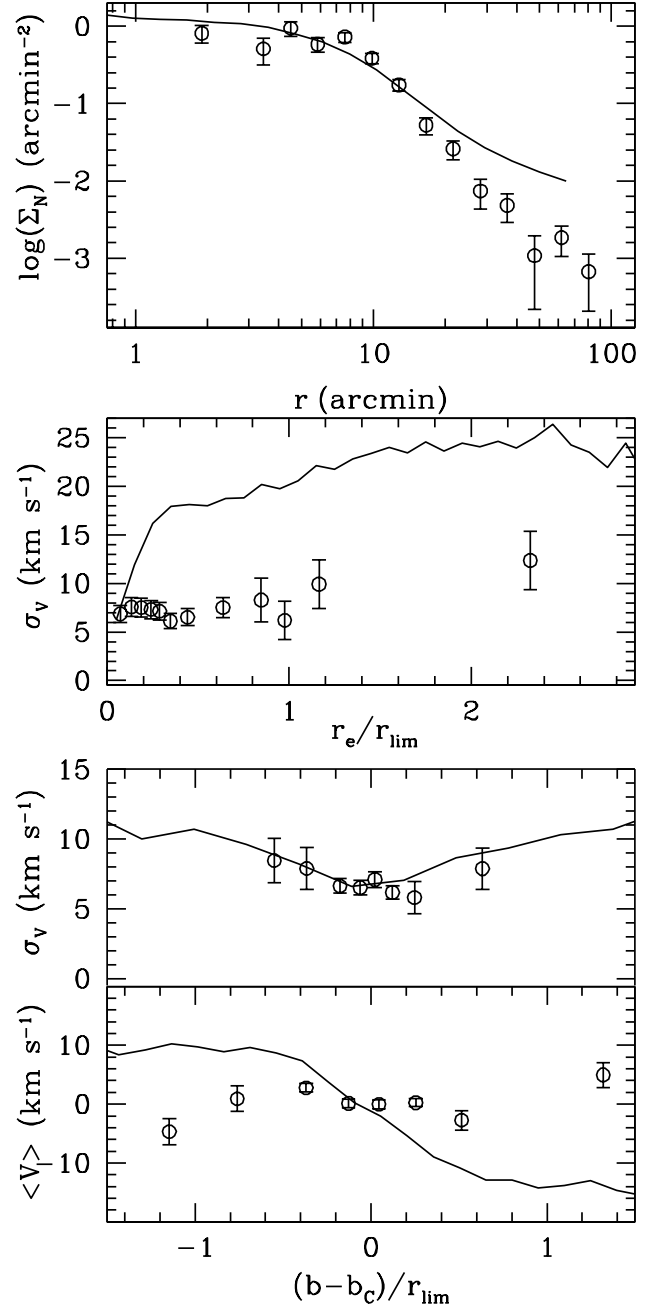 0
−1
−2
−3
log(Σ_N) (arcmin⁻²)
1 10 100
r (arcmin)
25
20
15
10
5
0
σ_V (km s⁻¹)
0 1 2
r_e/r_lim
15
10
5
0
σ_V (km s⁻¹)
10
0
−10
<V_l> (km s⁻¹)
−1 0 1
(b−b_C)/r_lim